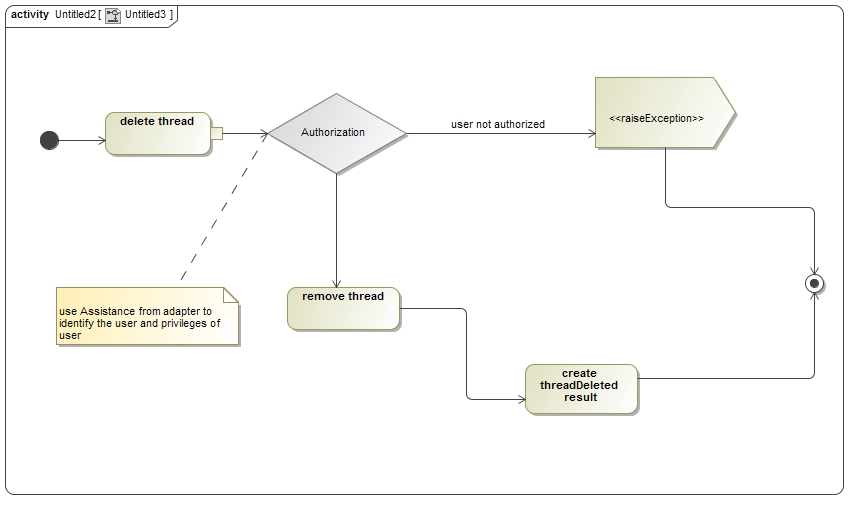 activity Untitled2 [ Untitled3 ]
delete thread
Authorization
user not authorized
<<raiseException>>
use Assistance from adapter to
identify the user and privileges of
user
remove thread
create
threadDeleted
result